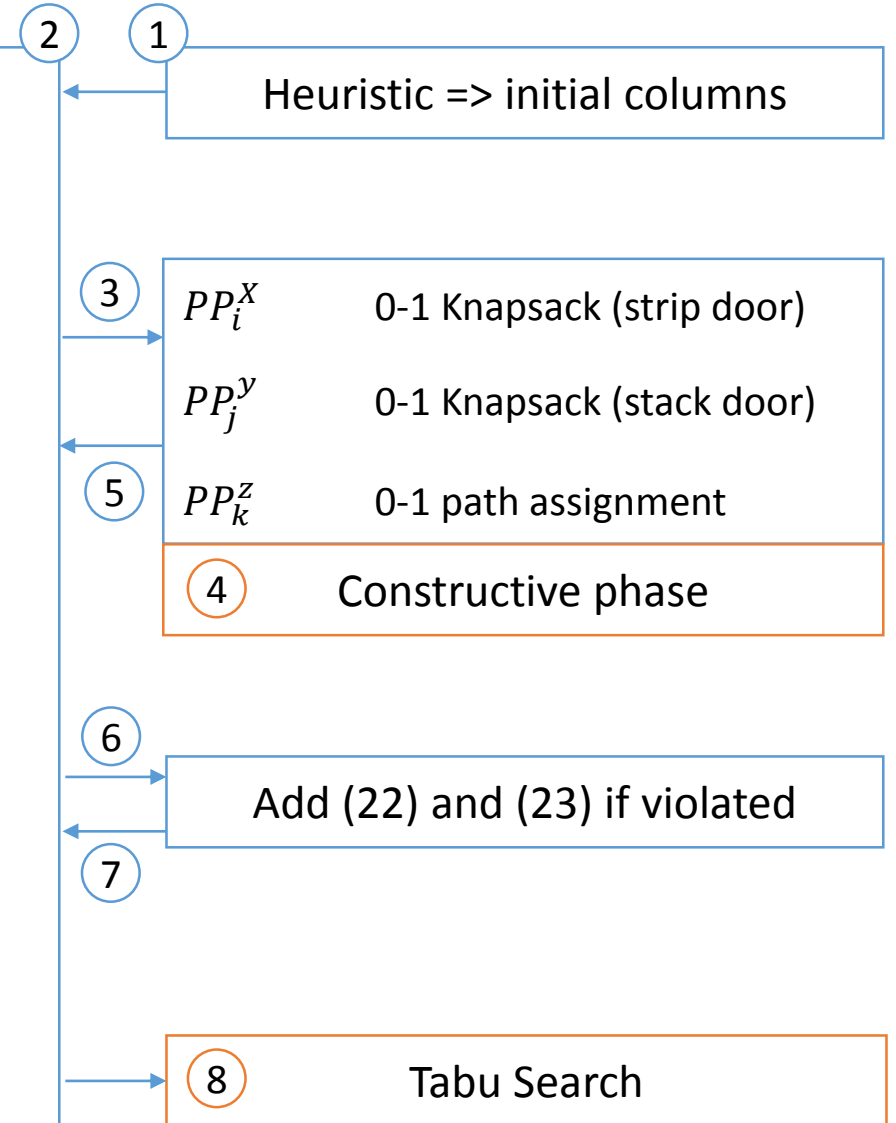 2 1
Heuristic => initial columns
3
PP_i^X 0-1 Knapsack (strip door)
PP_j^y 0-1 Knapsack (stack door)
5
PP_k^z 0-1 path assignment
4 Constructive phase
6
Add (22) and (23) if violated
7
8 Tabu Search